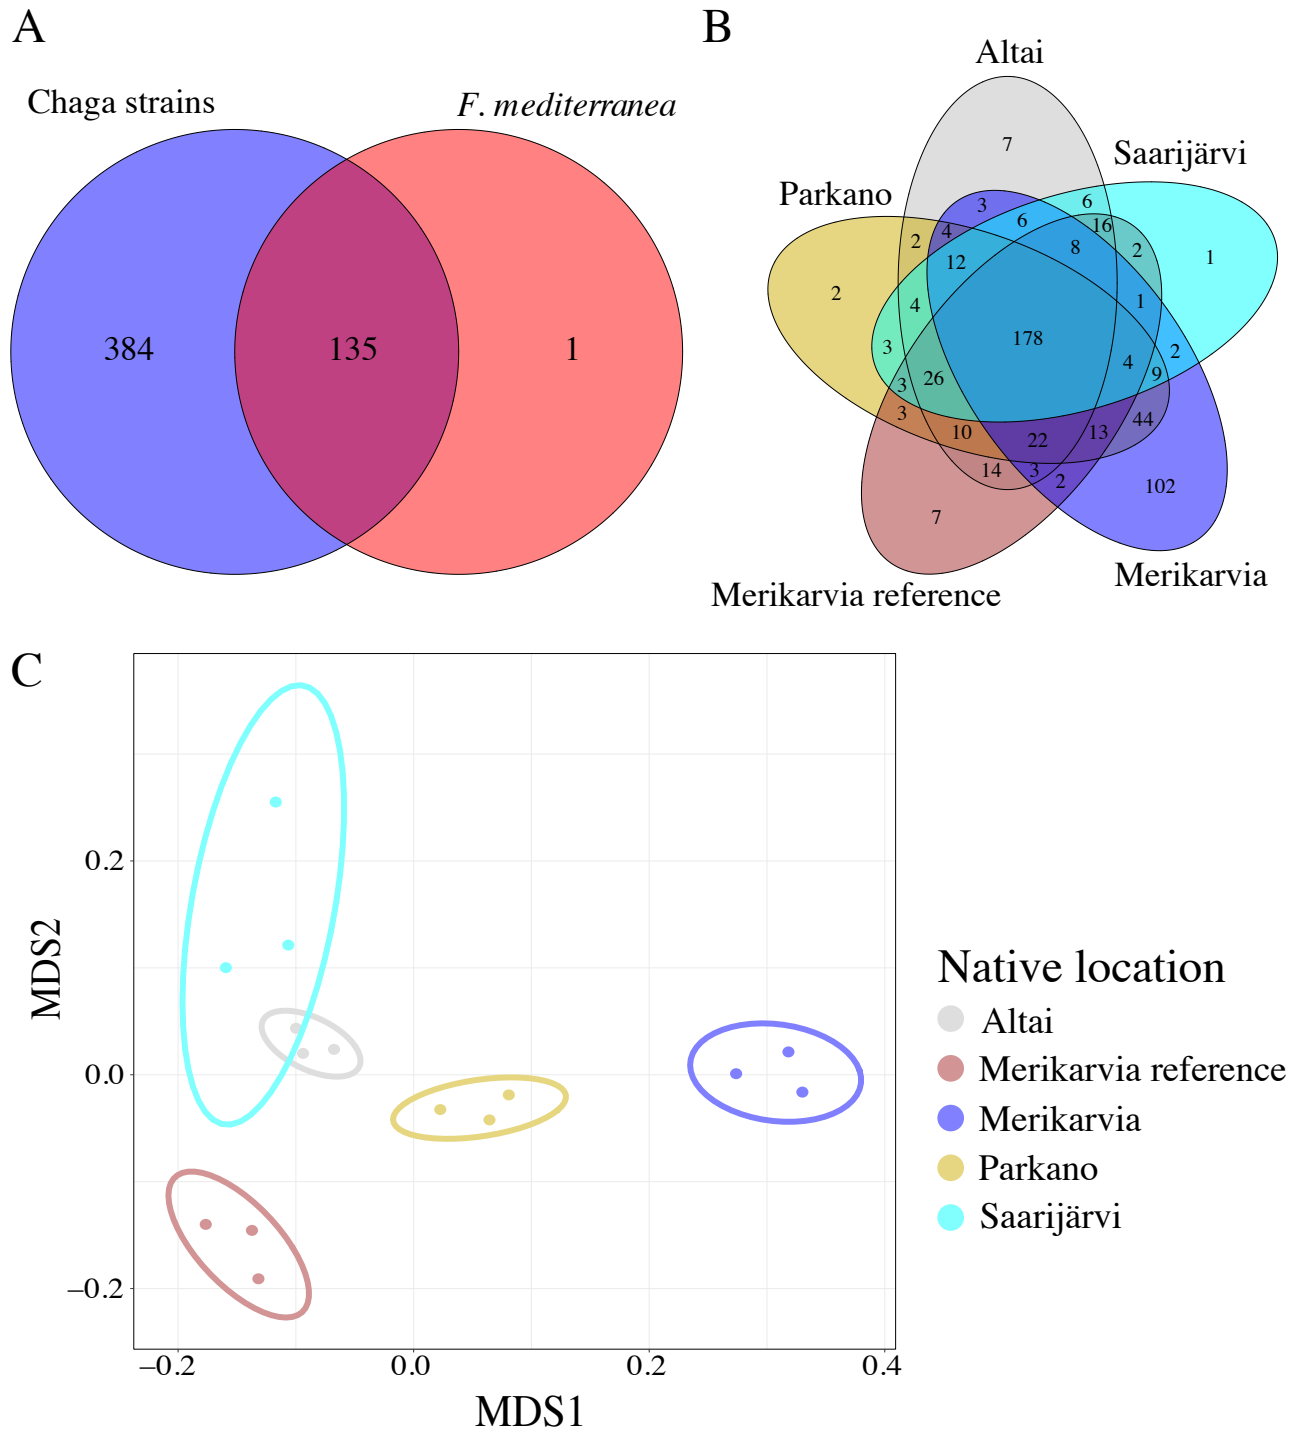 A
Chaga strains
F. mediterranea
384
135
1
B
Altai
Saarijärvi
Parkano
7
3
6
6
16
2
4
2
8
12
1
2
4
1
178
3
4
2
9
3
26
3
10
22
13
44
14
3
2
102
7
Merikarvia
Merikarvia reference
C
MDS2
0.2
0.0
–0.2
–0.2
0.0
0.2
0.4
MDS1
Native location
Altai
Merikarvia reference
Merikarvia
Parkano
Saarijärvi